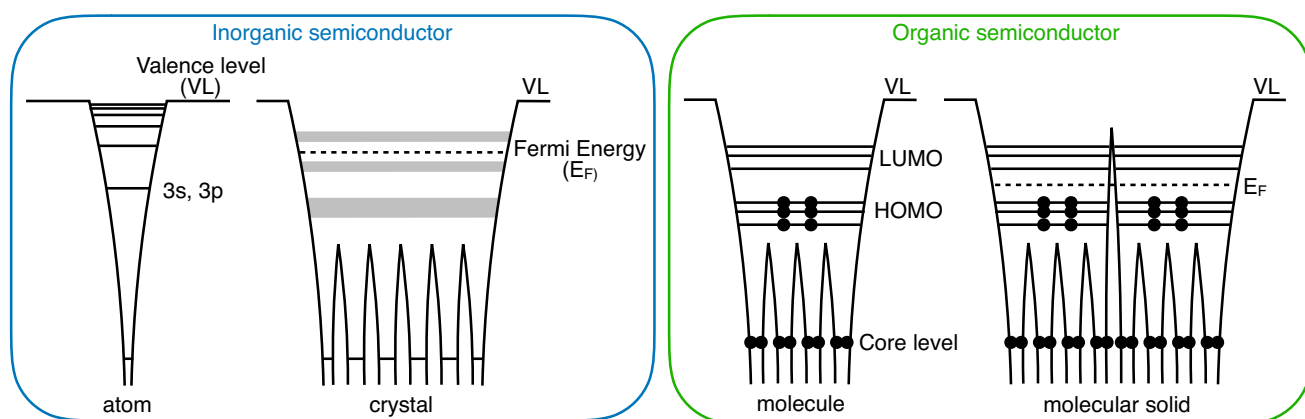 Inorganic semiconductor
Valence level
(VL)
VL
Fermi Energy
(EF)
3s, 3p
atom
crystal
Organic semiconductor
VL
VL
LUMO
EF
HOMO
Core level
molecule
molecular solid